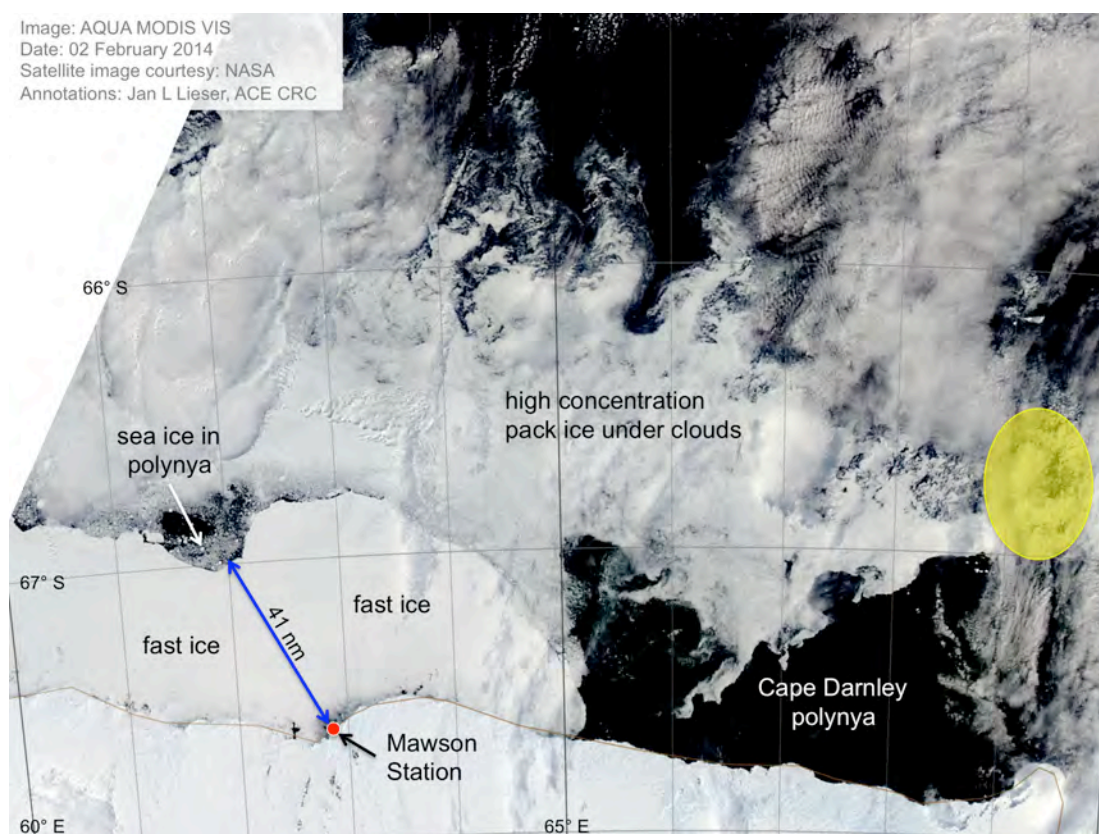 Image: AQUA MODIS VIS
Date: 02 February 2014
Satellite image courtesy: NASA
Annotations: Jan L Lieser, ACE CRC
66° S
high concentration
pack ice under clouds
sea ice in
polynya
67° S
fast ice
41 nm
fast ice
Cape Darnley
polynya
Mawson
Station
60° E
65° E